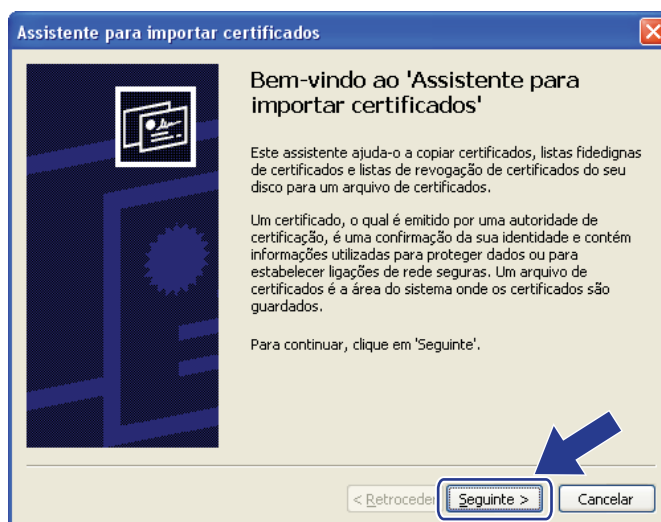 Assistente para importar certificados
Bem-vindo ao 'Assistente para
importar certificados'
Este assistente ajuda-o a copiar certificados, listas fidedignas
de certificados e listas de revogação de certificados do seu
disco para um arquivo de certificados.
Um certificado, o qual é emitido por uma autoridade de
certificação, é uma confirmação da sua identidade e contém
informações utilizadas para proteger dados ou para
estabelecer ligações de rede seguras. Um arquivo de
certificados é a área do sistema onde os certificados são
guardados.
Para continuar, clique em 'Seguinte'.
< Retroceder Seguinte > Cancelar